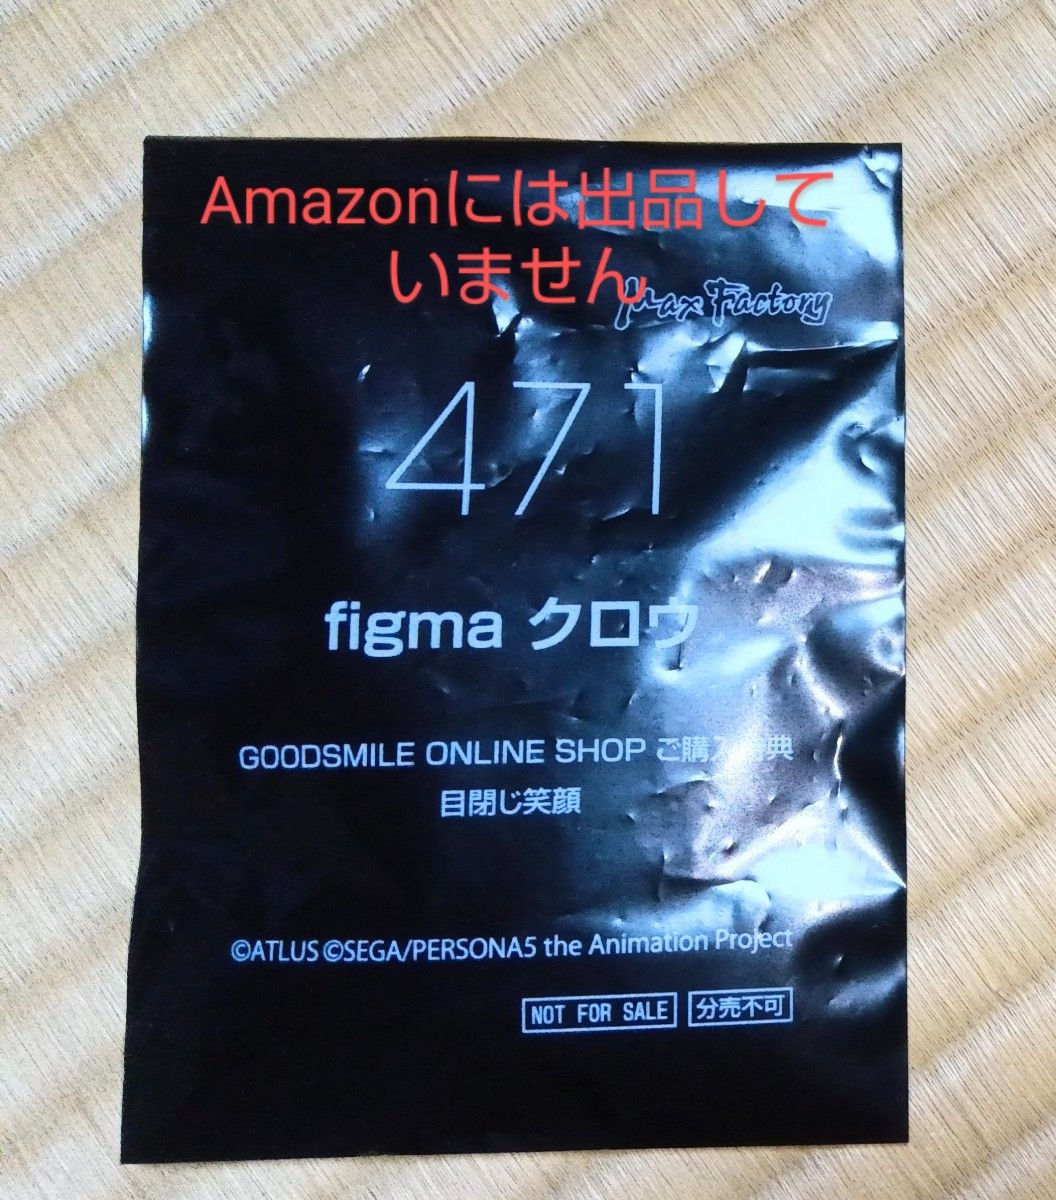 Amazonには出品して
いません
Max Factory
471
figma クロウ
GOODSMILE ONLINE SHOP ご購入特典
目閉じ笑顔
©ATLUS ©SEGA/PERSONA5 the Animation Project
NOT FOR SALE 分売不可